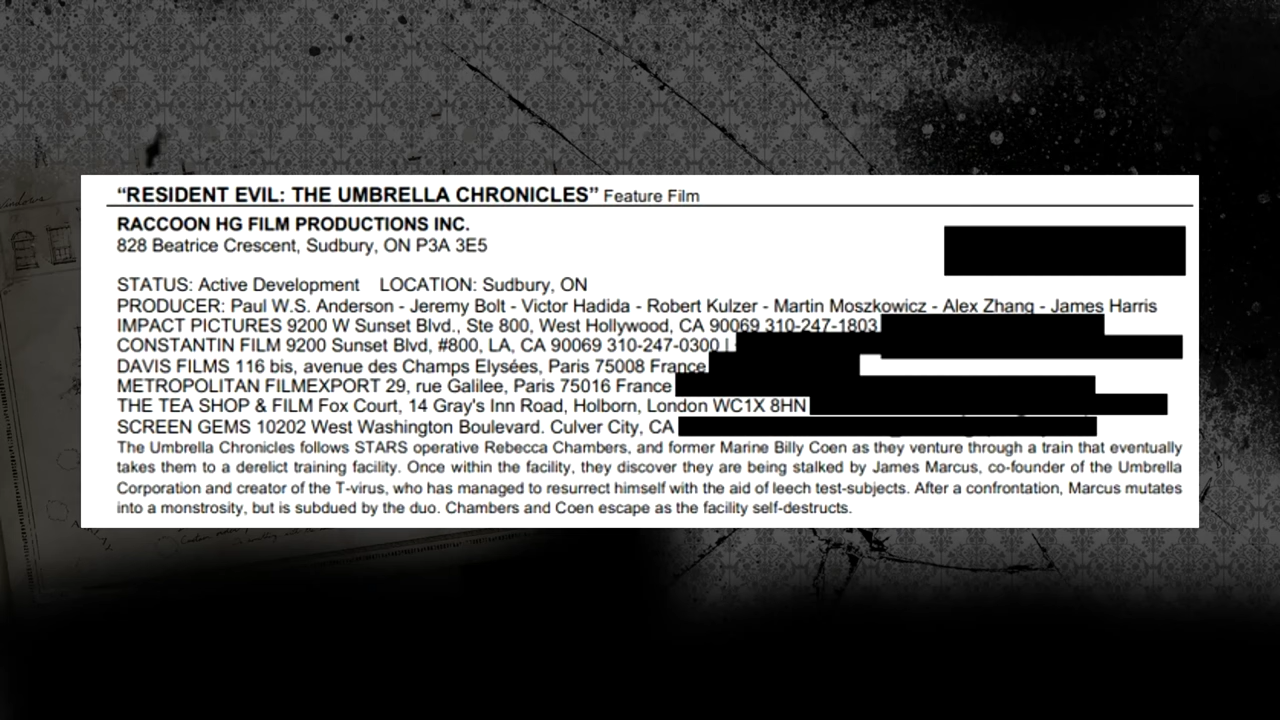 “RESIDENT EVIL: THE UMBRELLA CHRONICLES” Feature Film
RACCOON HG FILM PRODUCTIONS INC.
828 Beatrice Crescent, Sudbury, ON P3A 3E5
STATUS: Active Development LOCATION: Sudbury, ON
PRODUCER: Paul W.S. Anderson - Jeremy Bolt - Victor Hadida - Robert Kulzer - Martin Moszkowicz - Alex Zhang - James Harris
IMPACT PICTURES 9200 W Sunset Blvd., Ste 800, West Hollywood, CA 90069 310-247-1803
CONSTANTIN FILM 9200 Sunset Blvd, #800, LA, CA 90069 310-247-0300 |
DAVIS FILMS 116 bis, avenue des Champs Elysées, Paris 75008 France
METROPOLITAN FILMEXPORT 29, rue Galilee, Paris 75016 France
THE TEA SHOP & FILM Fox Court, 14 Gray's Inn Road, Holborn, London WC1X 8HN
SCREEN GEMS 10202 West Washington Boulevard. Culver City, CA
The Umbrella Chronicles follows STARS operative Rebecca Chambers, and former Marine Billy Coen as they venture through a train that eventually
takes them to a derelict training facility. Once within the facility, they discover they are being stalked by James Marcus, co-founder of the Umbrella
Corporation and creator of the T-virus, who has managed to resurrect himself with the aid of leech test-subjects. After a confrontation, Marcus mutates
into a monstrosity, but is subdued by the duo. Chambers and Coen escape as the facility self-destructs.